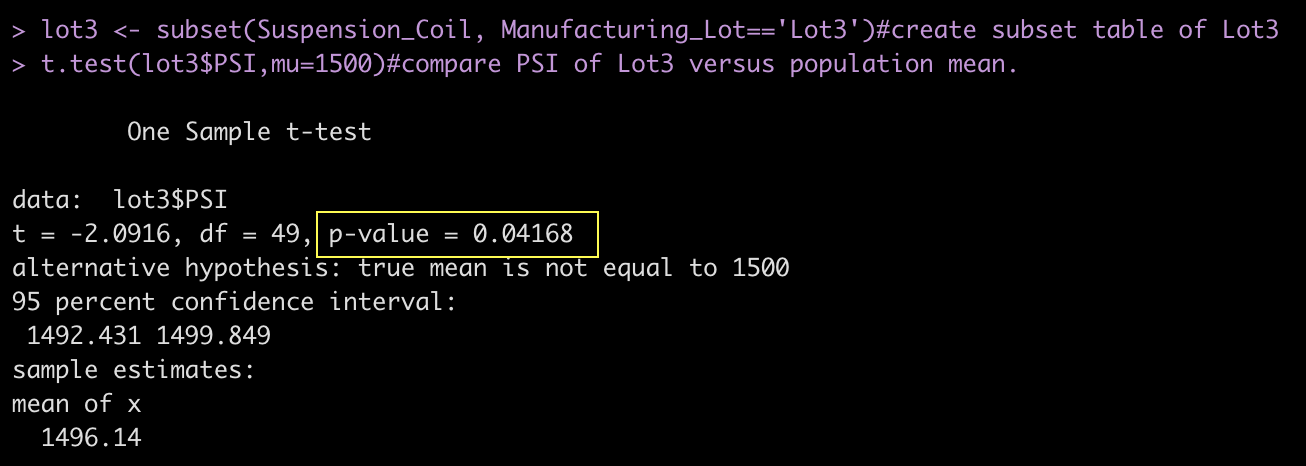 > lot3 <- subset(Suspension_Coil, Manufacturing_Lot=='Lot3')#create subset table of Lot3
> t.test(lot3$PSI,mu=1500)#compare PSI of Lot3 versus population mean.
One Sample t-test
data:  lot3$PSI
t = -2.0916, df = 49, p-value = 0.04168
alternative hypothesis: true mean is not equal to 1500
95 percent confidence interval:
1492.431 1499.849
sample estimates:
mean of x
1496.14